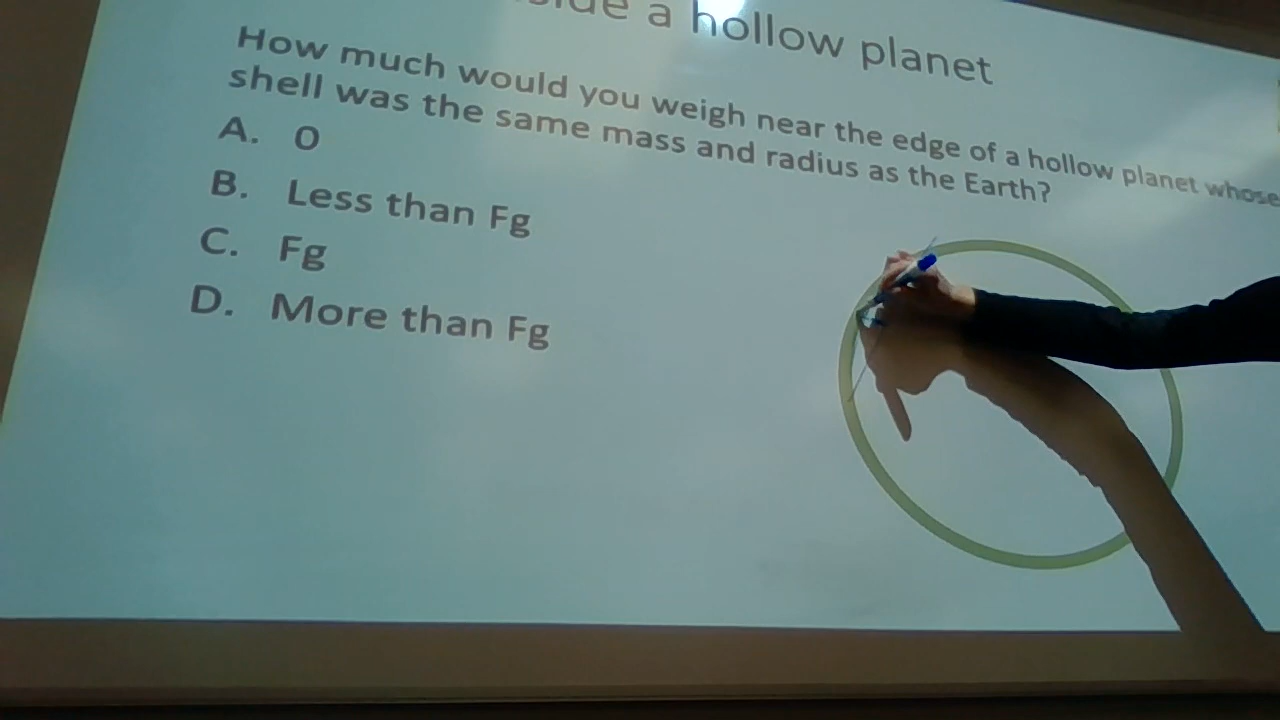 a hollow planet
How much would you weigh near the edge of a hollow planet whose
shell was the same mass and radius as the Earth?
A. 0
B. Less than Fg
C. Fg
D. More than Fg